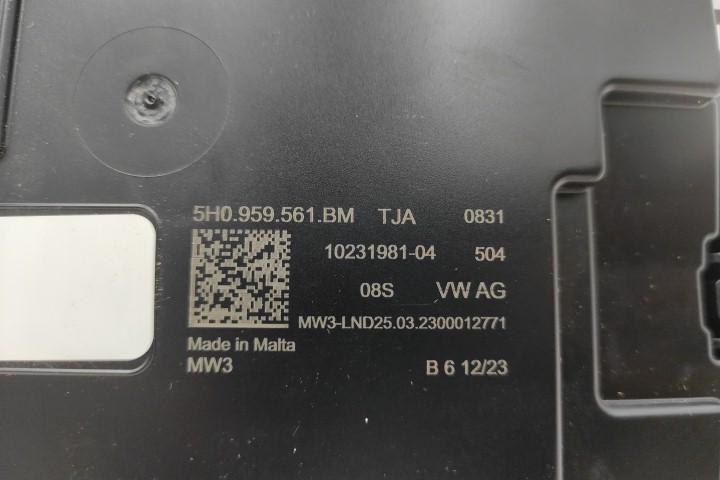 5H0.959.561.BM TJA 0831
10231981-04 504
08S VW AG
MW3-LND25.03.2300012771
Made in Malta
MW3 B 6 12/23